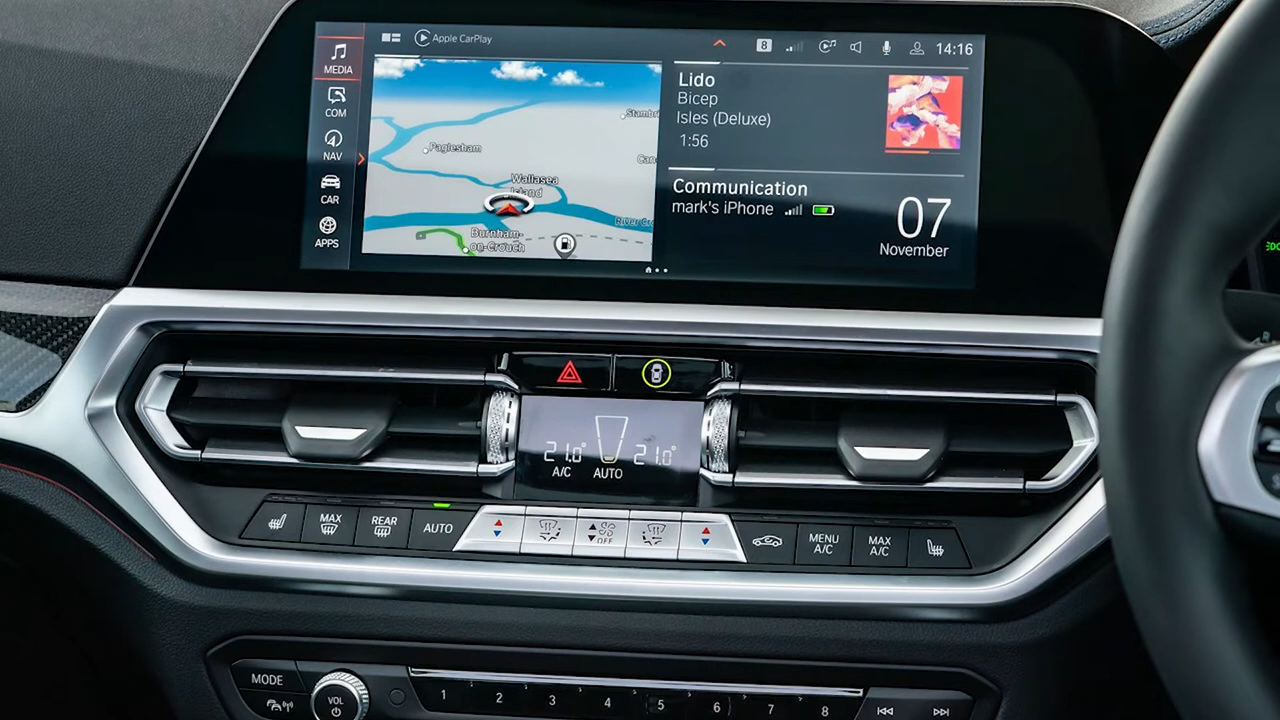 Apple CarPlay
8
14:16
MEDIA
COM
NAV
CAR
APPS
Paglesham
Wallasea
Island
Burnham-
on-Crouch
Lido
Bicep
Isles (Deluxe)
1:56
Communication
mark's iPhone
07
November
21.0°
21.0°
A/C
AUTO
MAX
REAR
AUTO
OFF
MENU
A/C
MAX
A/C
MODE
VOL
1 2 3 4 5 6 7 8